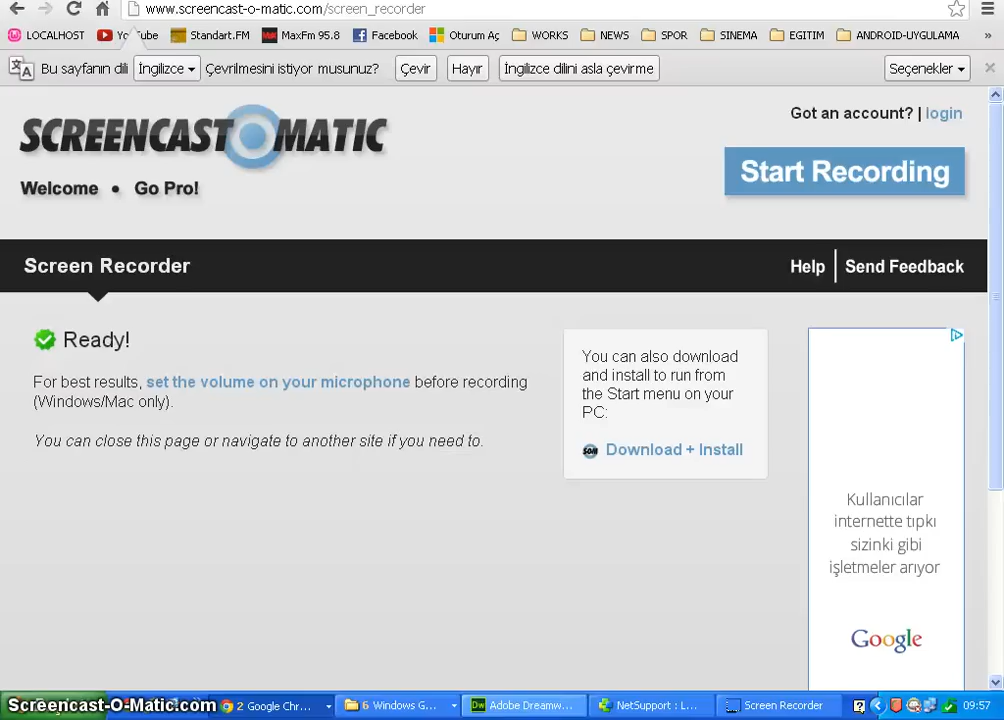 www.screencast-o-matic.com/screen_recorder
LOCALHOST YouTube Standart.FM MaxFm 95.8 Facebook Oturum Aç WORKS NEWS SPOR SINEMA EGITIM ANDROID-UYGULAMA »
Bu sayfanın dili İngilizce Çevrilmesini istiyor musunuz? Çevir Hayır İngilizce dilini asla çevirme Seçenekler
Got an account? | login
SCREENCAST-O-MATIC
Start Recording
Welcome • Go Pro!
Screen Recorder
Help | Send Feedback
Ready!
For best results, set the volume on your microphone before recording
(Windows/Mac only).
You can close this page or navigate to another site if you need to.
You can also download
and install to run from
the Start menu on your
PC:
SOM Download + Install
Kullanıcılar
internette tıpkı
sizinki gibi
işletmeler arıyor
Google
Screencast-O-Matic.com 2 Google Chr... 6 Windows G... Dw Adobe Dreamw... NetSupport : L... Screen Recorder 09:57